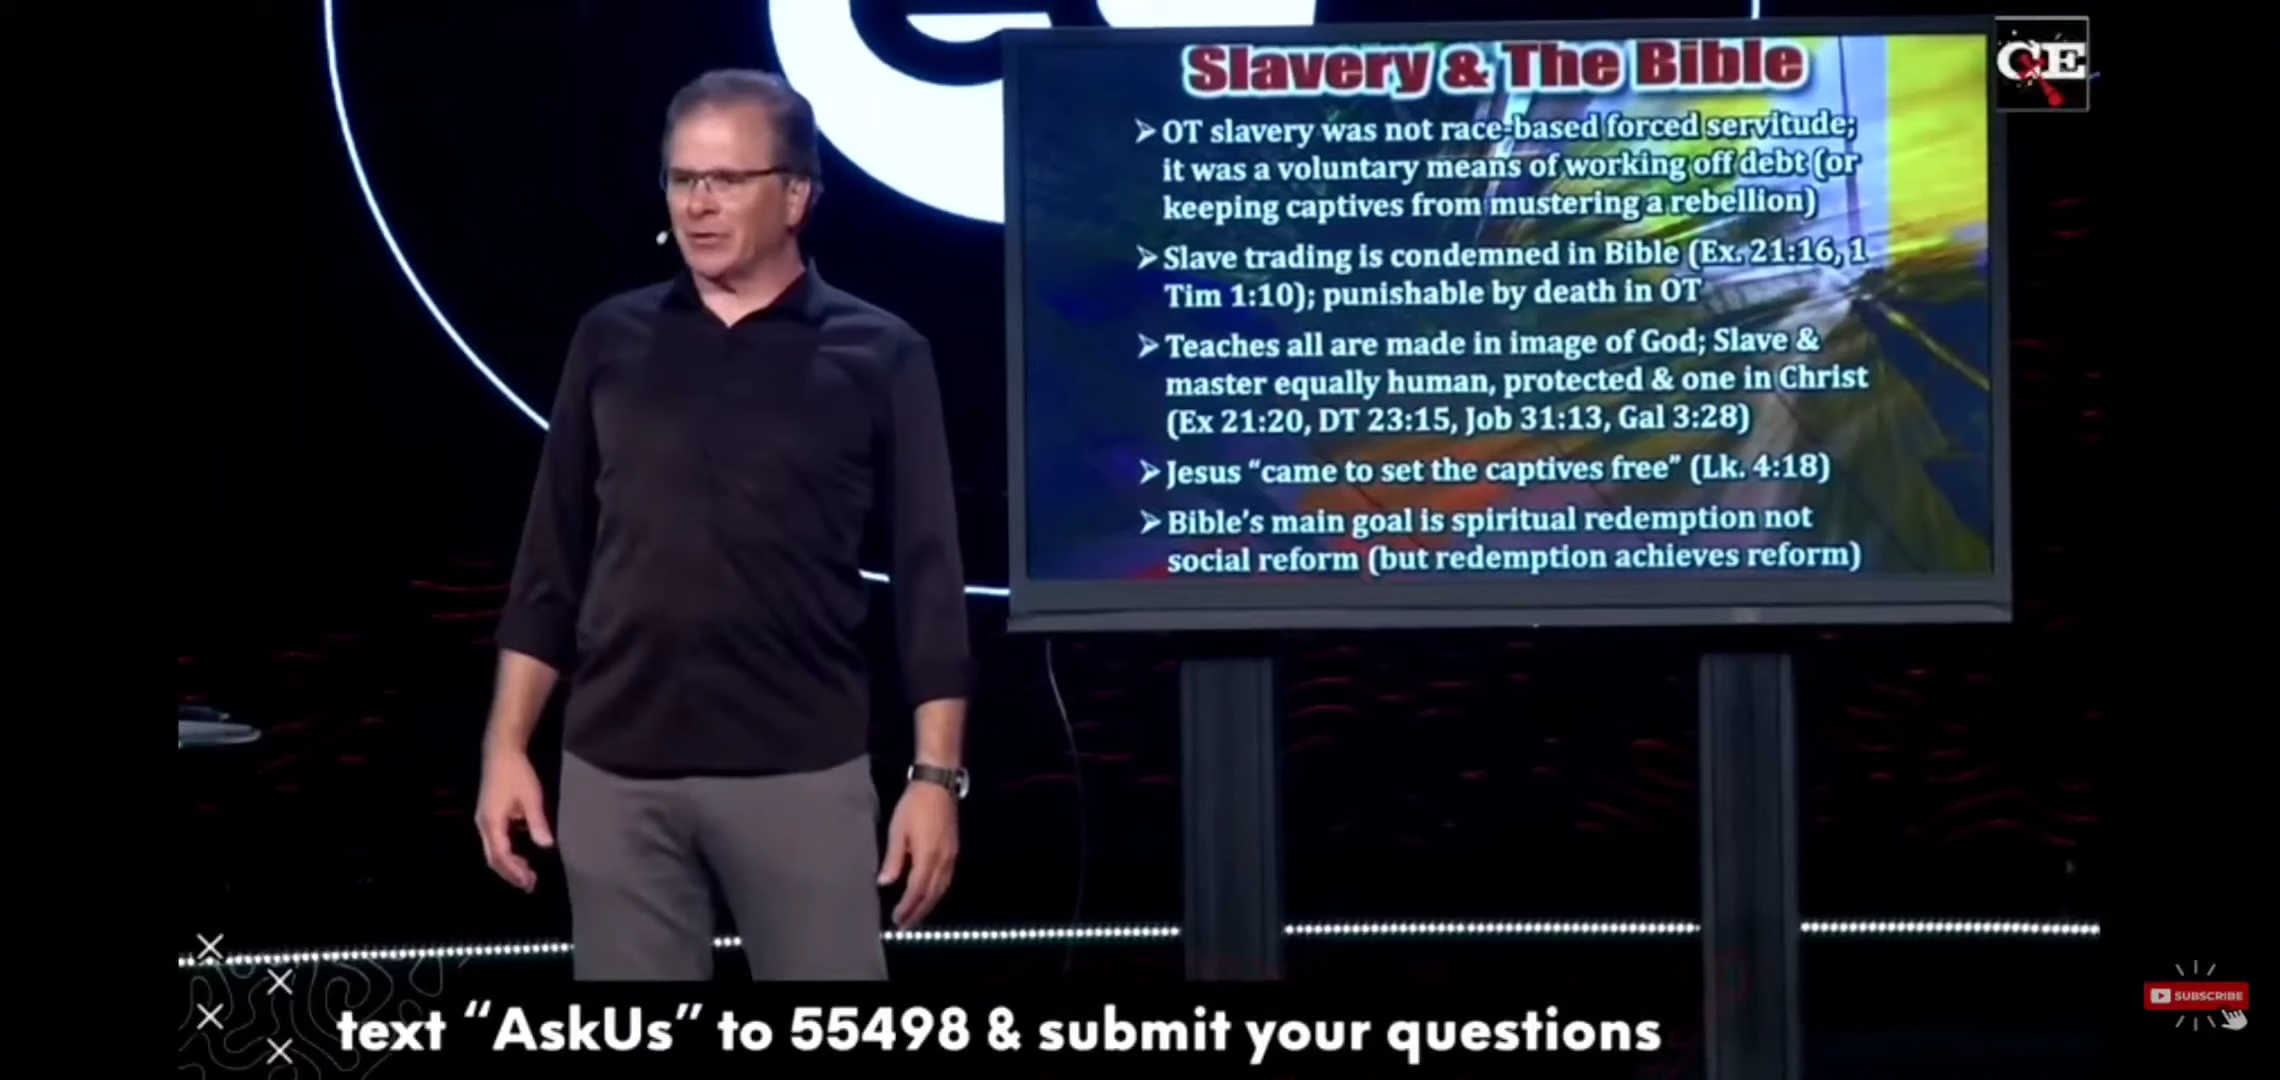 Slavery & The Bible
CE
➢ OT slavery was not race-based forced servitude;
it was a voluntary means of working off debt (or
keeping captives from mustering a rebellion)
➢ Slave trading is condemned in Bible (Ex. 21:16, 1
Tim 1:10); punishable by death in OT
➢ Teaches all are made in image of God; Slave &
master equally human, protected & one in Christ
(Ex 21:20, DT 23:15, Job 31:13, Gal 3:28)
➢ Jesus “came to set the captives free” (Lk. 4:18)
➢ Bible’s main goal is spiritual redemption not
social reform (but redemption achieves reform)
SUBSCRIBE
text “AskUs” to 55498 & submit your questions